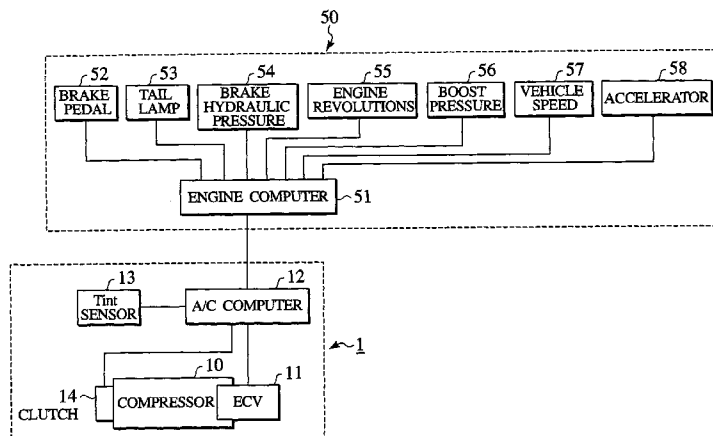 50
52
53
54
55
56
57
58
BRAKE
PEDAL
TAIL
LAMP
BRAKE
HYDRAULIC
PRESSURE
ENGINE
REVOLUTIONS
BOOST
PRESSURE
VEHICLE
SPEED
ACCELERATOR
ENGINE COMPUTER
51
13
12
Tint
SENSOR
A/C COMPUTER
1
10
11
14
CLUTCH
COMPRESSOR
ECV